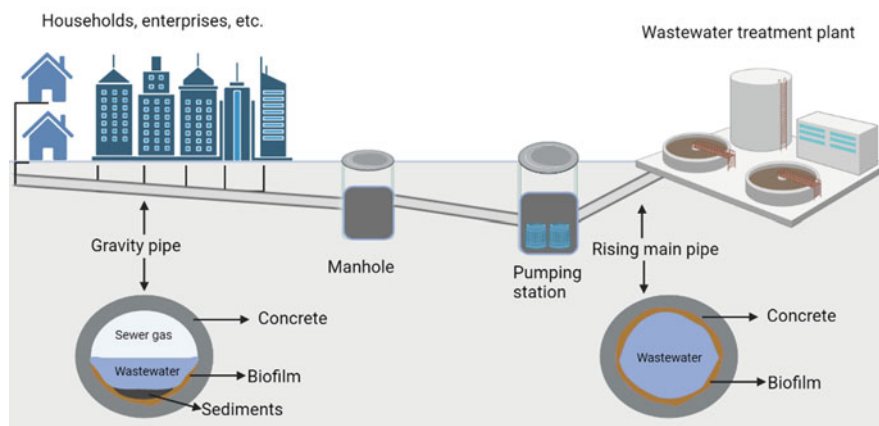 Households, enterprises, etc.
Wastewater treatment plant
Gravity pipe
Manhole
Pumping
station
Rising main pipe
Sewer gas
Wastewater
Concrete
Biofilm
Sediments
Wastewater
Concrete
Biofilm